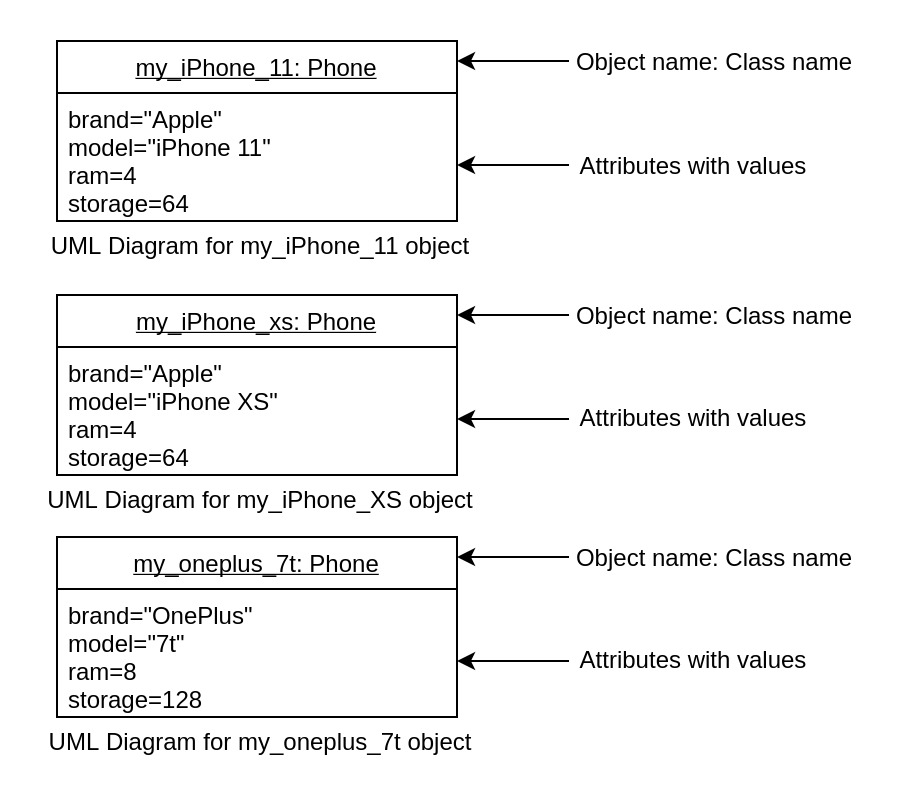 my_iPhone_11: Phone
Object name: Class name
brand="Apple"
model="iPhone 11"
Attributes with values
ram=4
storage=64
UML Diagram for my_iPhone_11 object
my_iPhone_xs: Phone
Object name: Class name
brand="Apple"
model="iPhone XS"
Attributes with values
ram=4
storage=64
UML Diagram for my_iPhone_XS object
my_oneplus_7t: Phone
Object name: Class name
brand="OnePlus"
model="7t"
Attributes with values
ram=8
storage=128
UML Diagram for my_oneplus_7t object